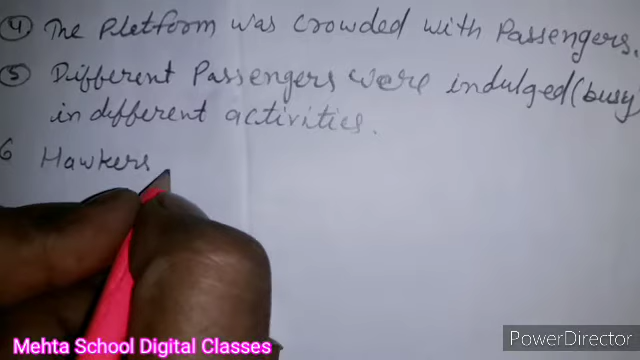 ④ The Platform was crowded with Passengers.
⑤ Different Passengers were indulged (busy)
in different activities.
6 Hawkers
Mehta School Digital Classes
PowerDirector